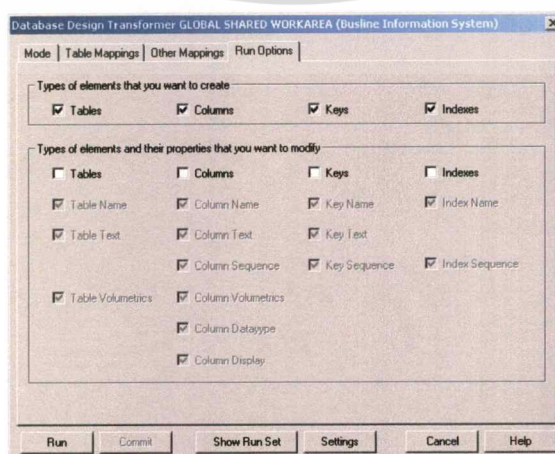 Database Design Transformer GLOBAL SHARED WORKAREA (Busline Information System)
Mode Table Mappings Other Mappings Run Options
Types of elements that you want to create
Tables Columns Keys Indexes
Types of elements and their properties that you want to modify
Tables Columns Keys Indexes
Table Name Column Name Key Name Index Name
Table Text Column Text Key Text
Column Sequence Key Sequence Index Sequence
Table Volumetrics Column Volumetrics
Column Datayype
Column Display
Run Commit Show Run Set Settings Cancel Help